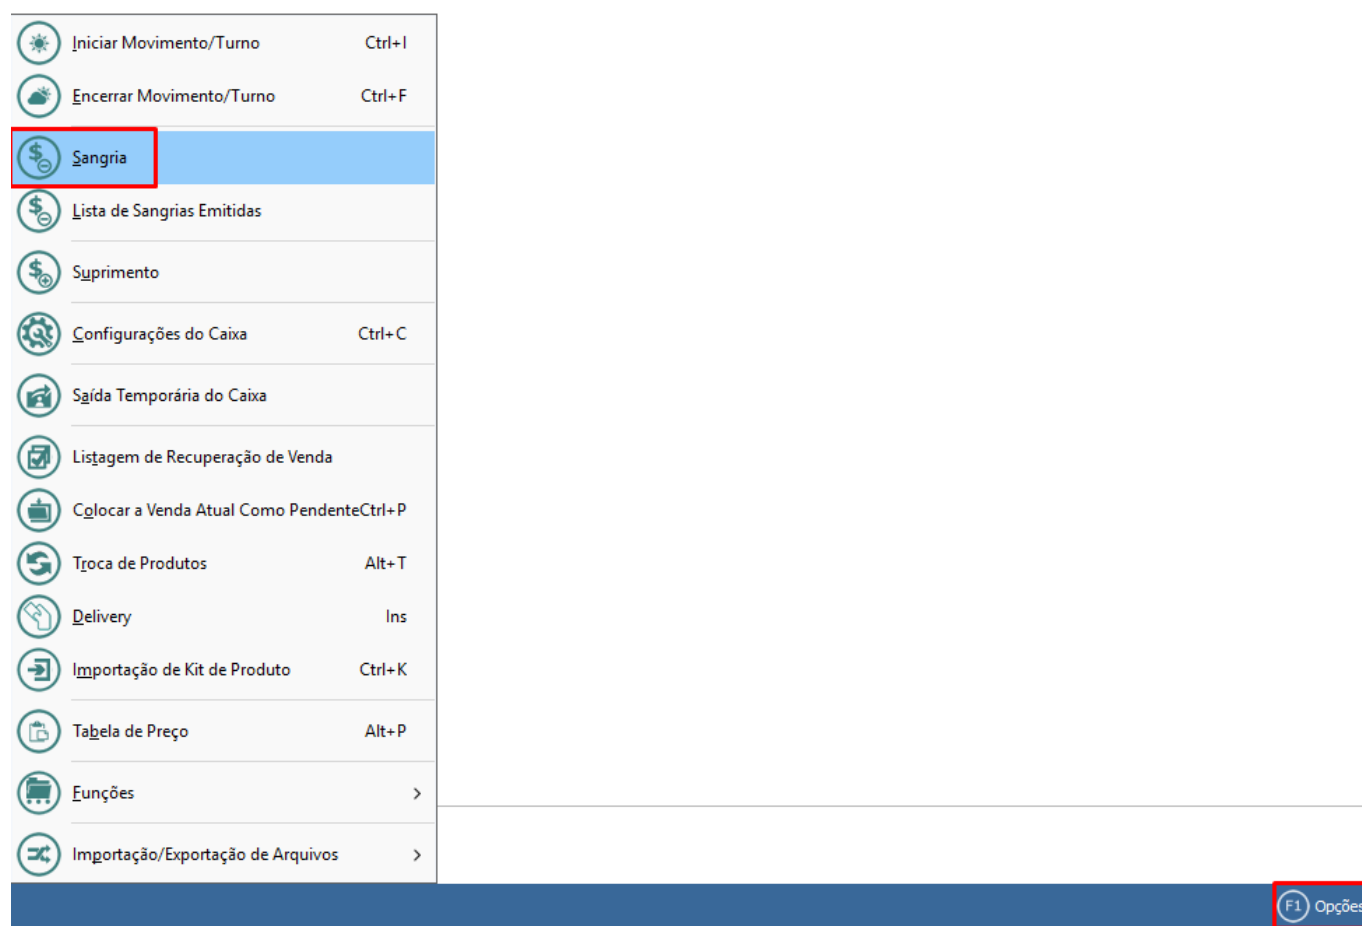 Iniciar Movimento/Turno Ctrl+I
Encerrar Movimento/Turno Ctrl+F
Sangria
Lista de Sangrias Emitidas
Suprimento
Configurações do Caixa Ctrl+C
Saída Temporária do Caixa
Listagem de Recuperação de Venda
Colocar a Venda Atual Como PendenteCtrl+P
Troca de Produtos Alt+T
Delivery Ins
Importação de Kit de Produto Ctrl+K
Tabela de Preço Alt+P
Funções
Importação/Exportação de Arquivos
F1 Opções